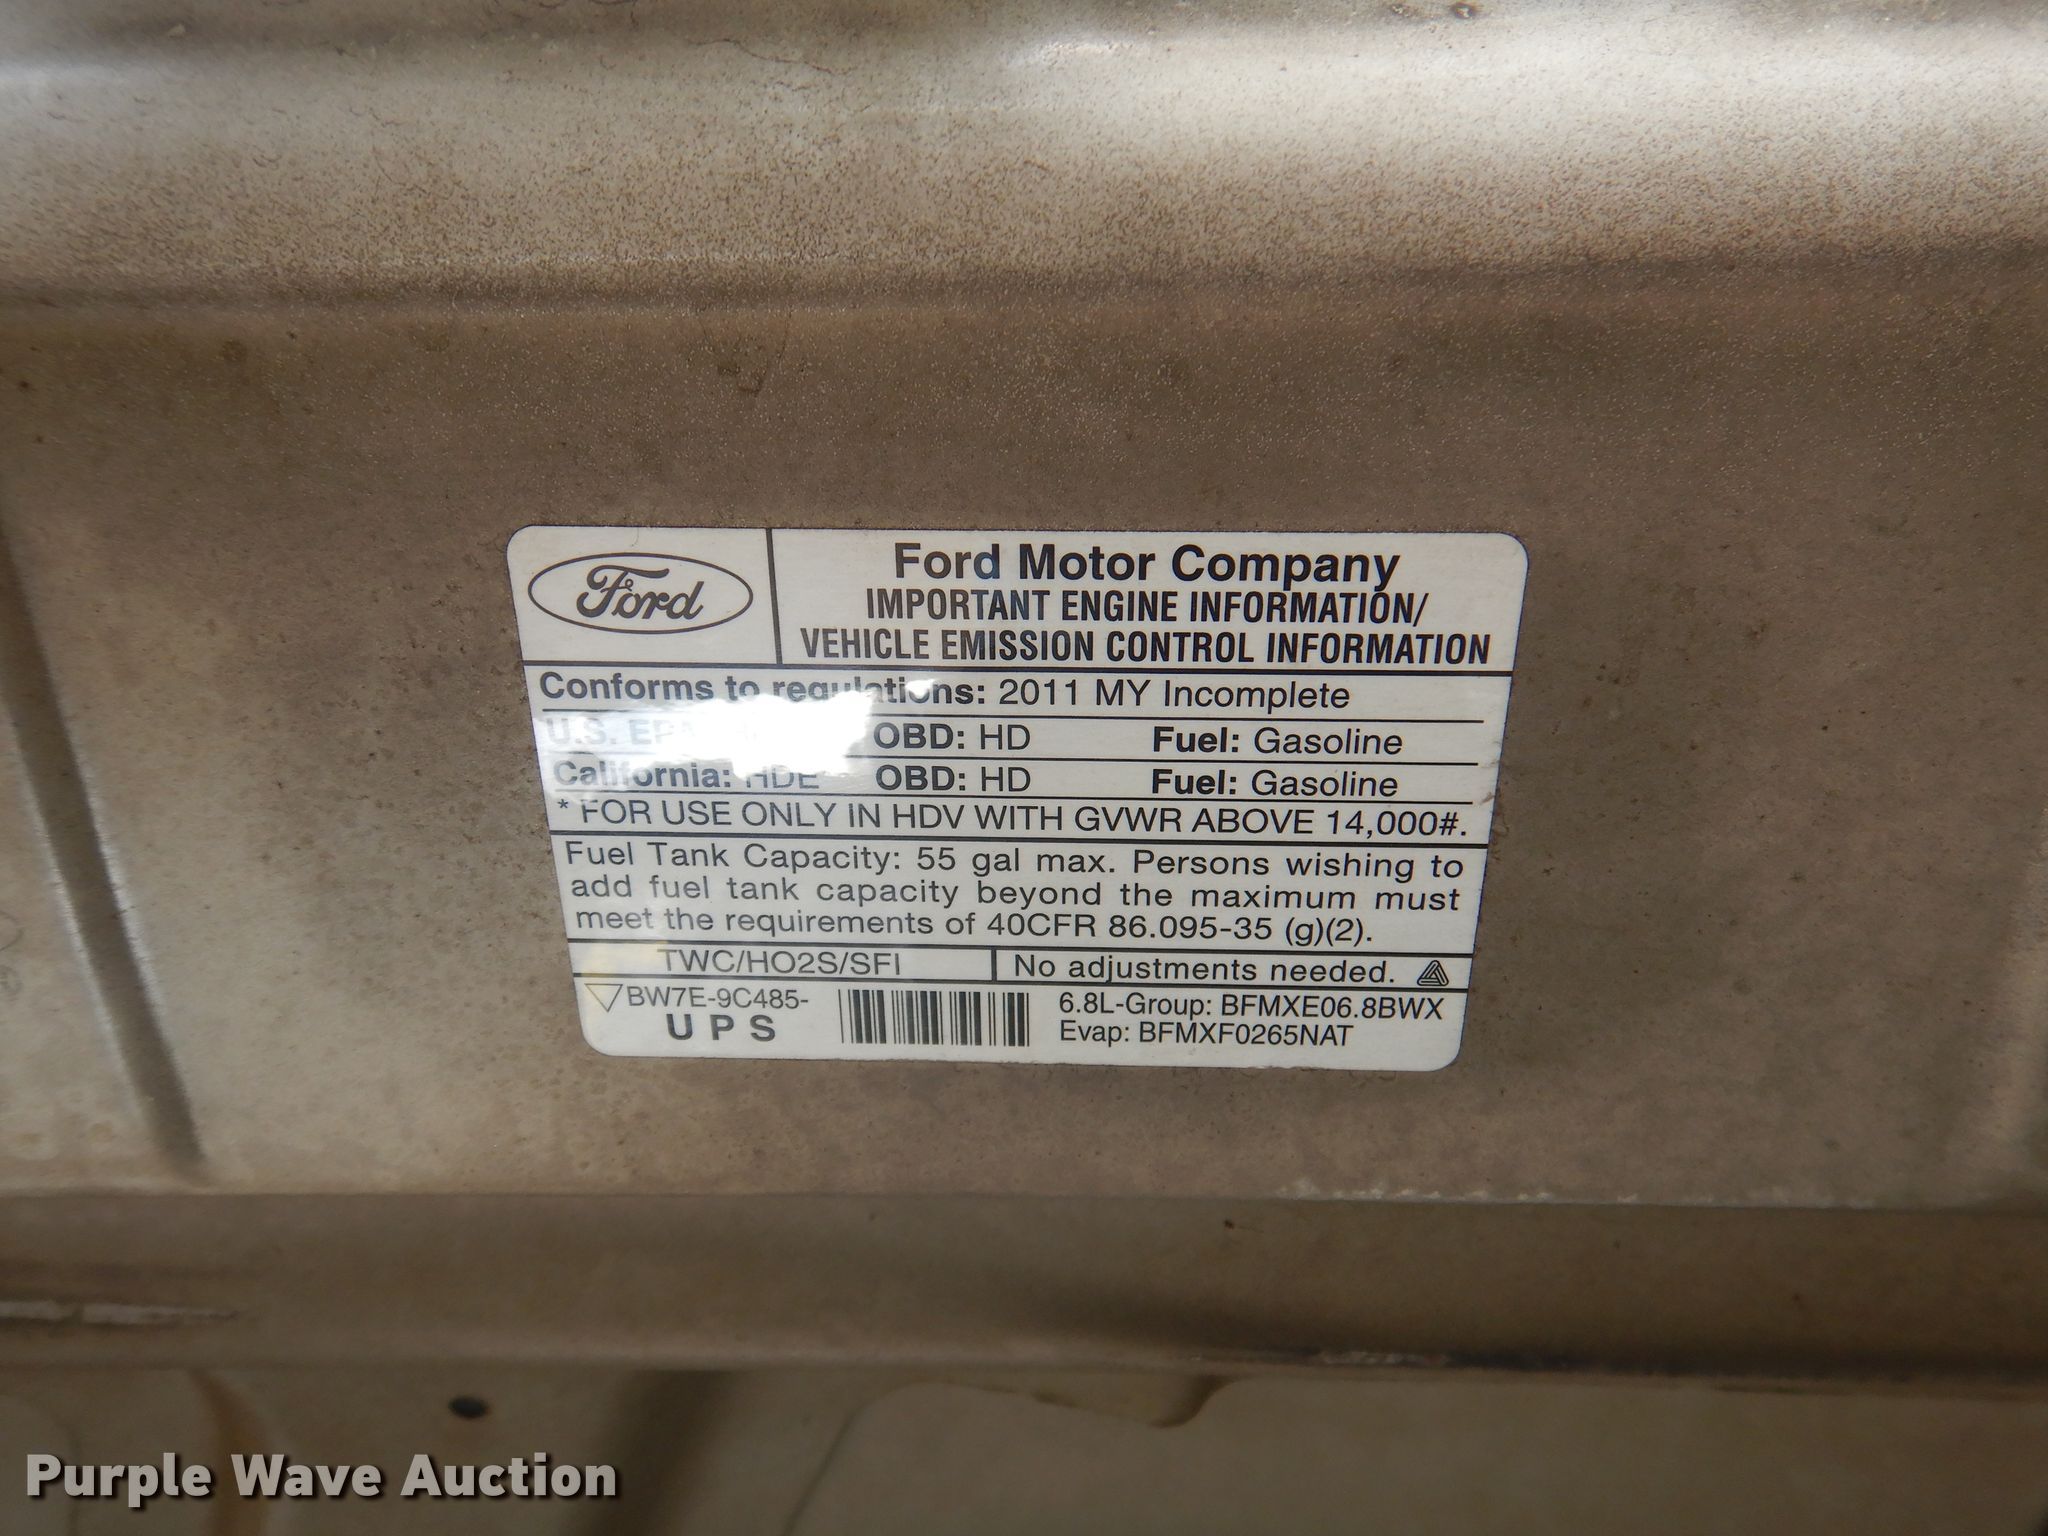 Ford
Ford Motor Company
IMPORTANT ENGINE INFORMATION/
VEHICLE EMISSION CONTROL INFORMATION
Conforms to regulations: 2011 MY Incomplete
U.S. EPA OBD: HD Fuel: Gasoline
California: HDE OBD: HD Fuel: Gasoline
* FOR USE ONLY IN HDV WITH GVWR ABOVE 14,000#.
Fuel Tank Capacity: 55 gal max. Persons wishing to
add fuel tank capacity beyond the maximum must
meet the requirements of 40CFR 86.095-35 (g)(2).
TWC/HO2S/SFI No adjustments needed.
BW7E-9C485- 6.8L-Group: BFMXE06.8BWX
UPS Evap: BFMXF0265NAT
Purple Wave Auction